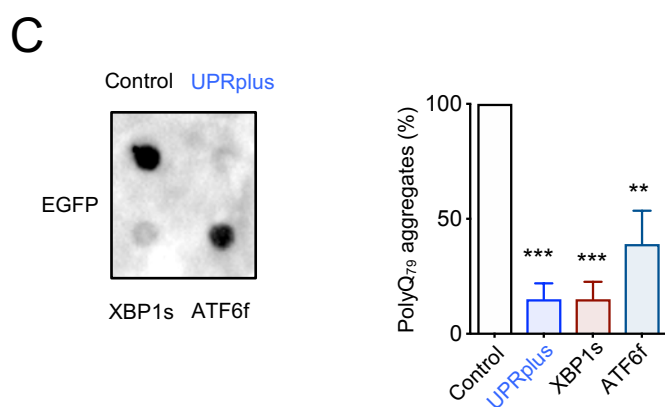 C
Control UPRplus
EGFP
XBP1s ATF6f
PolyQ79 aggregates (%)
100
50
0
***
***
**
Control
UPRplus
XBP1s
ATF6f